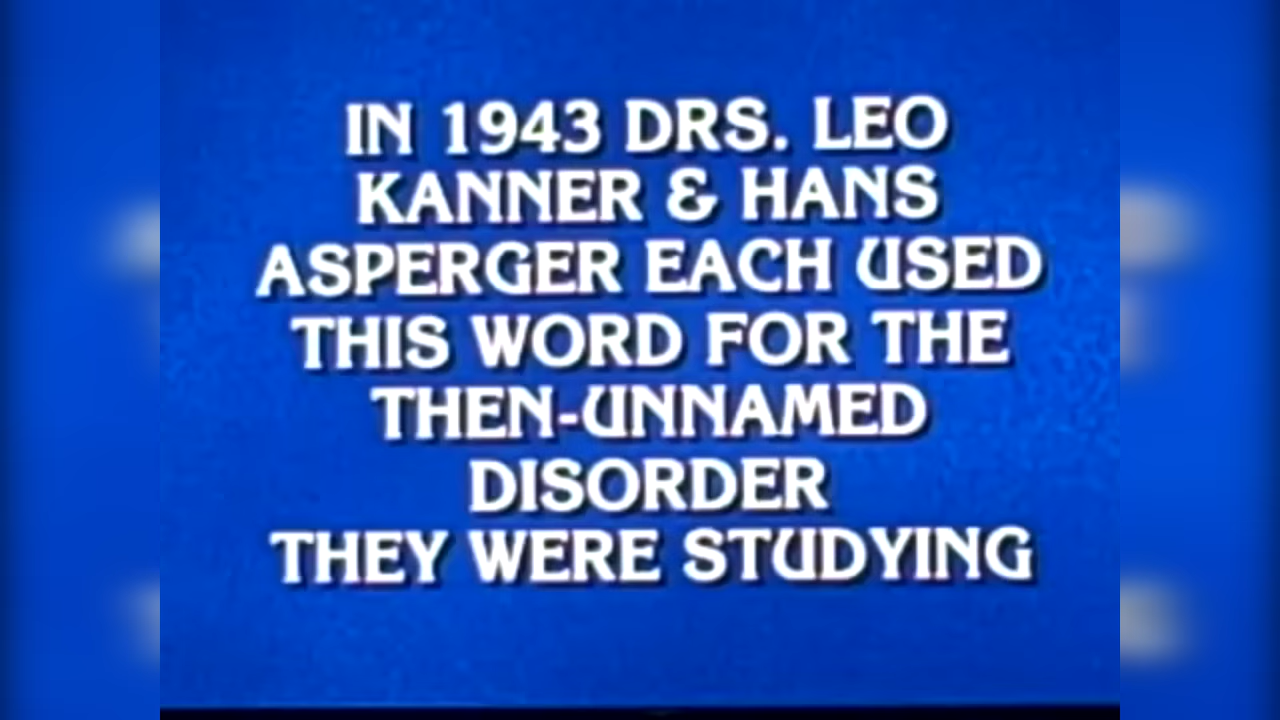 IN 1943 DRS. LEO
KANNER & HANS
ASPERGER EACH USED
THIS WORD FOR THE
THEN-UNNAMED
DISORDER
THEY WERE STUDYING